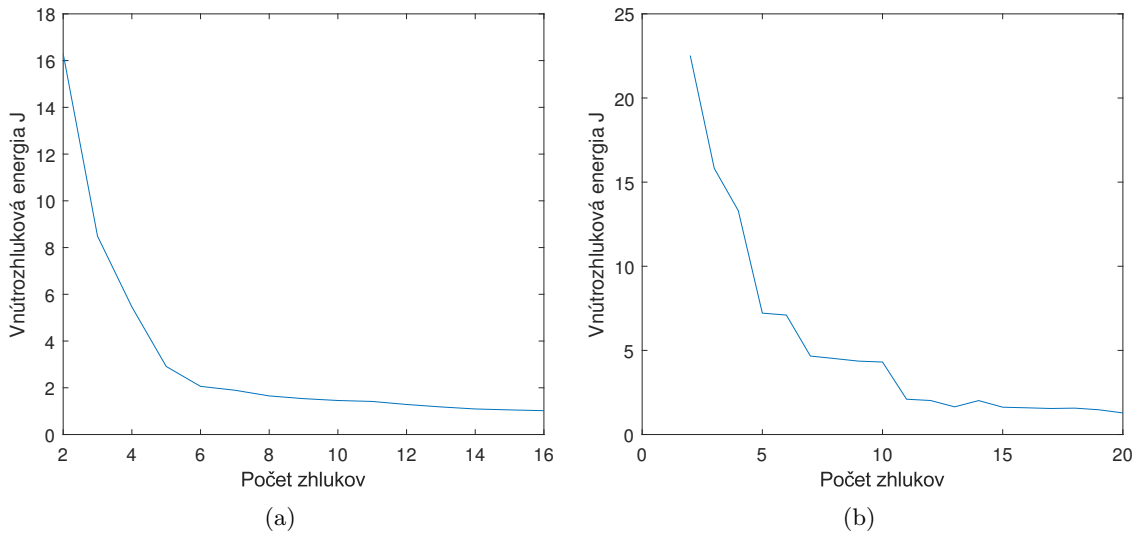 18
16
14
12
10
8
6
4
2
0
Vnútrozhluková energia J
2 4 6 8 10 12 14 16
Počet zhlukov
(a)
25
20
15
10
5
0
Vnútrozhluková energia J
0 5 10 15 20
Počet zhlukov
(b)